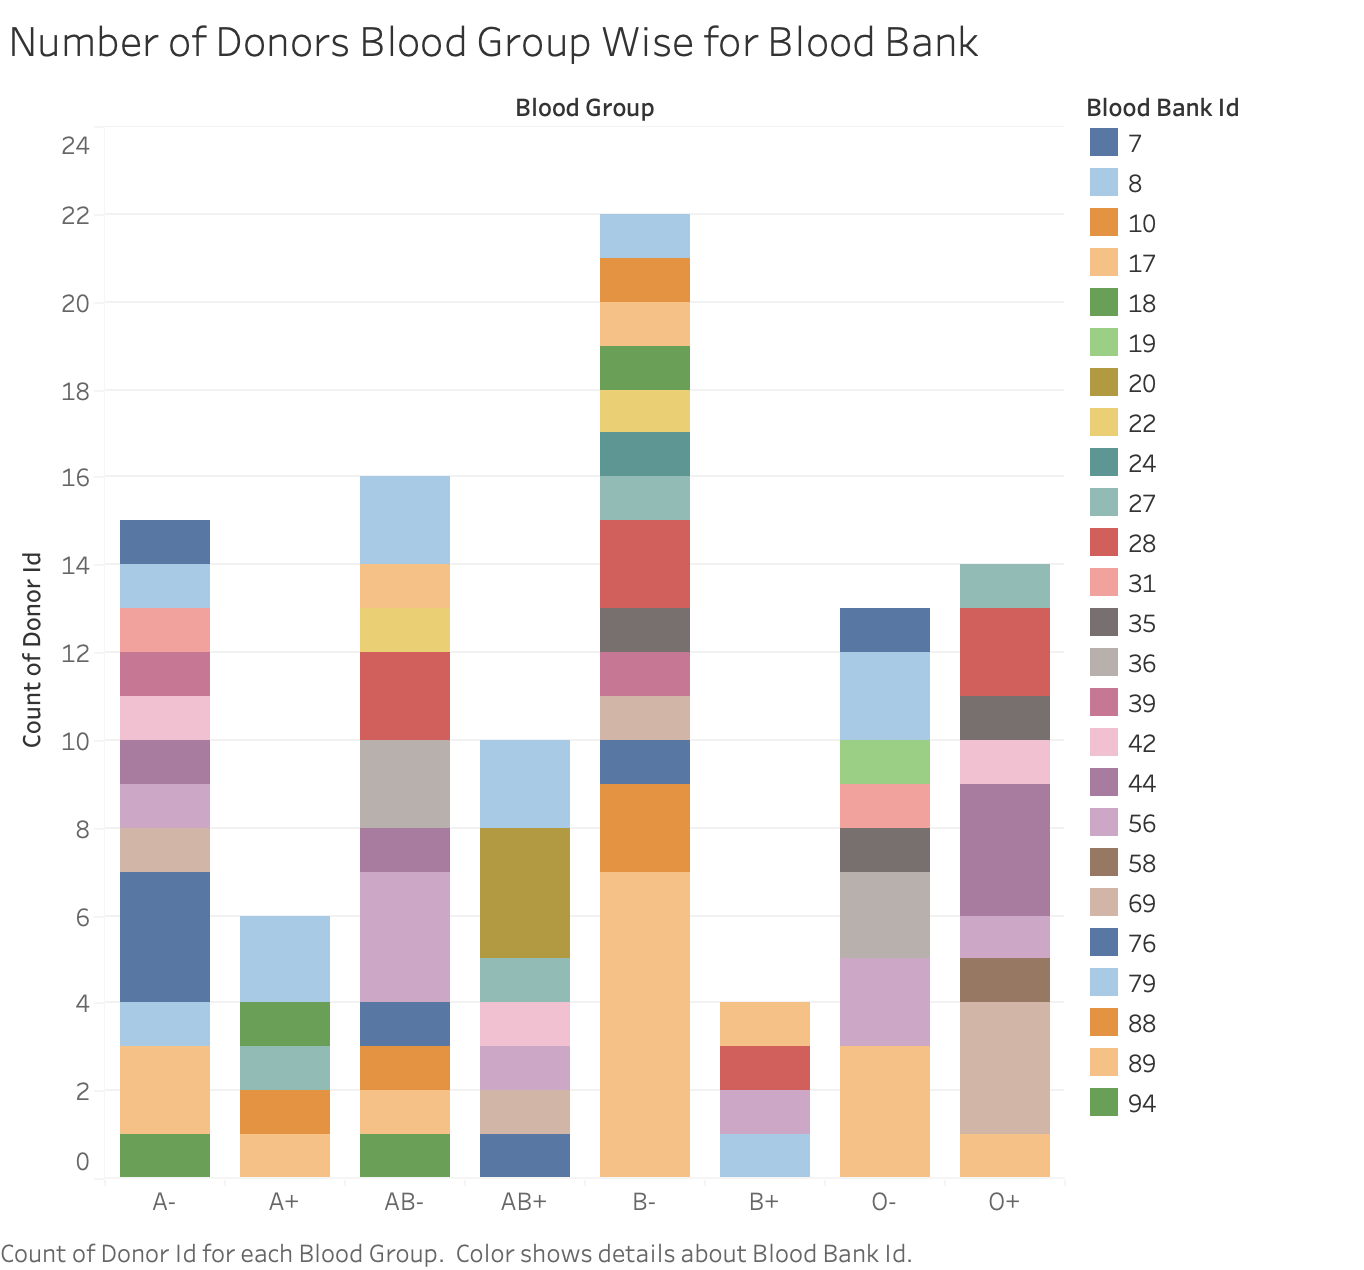 Number of Donors Blood Group Wise for Blood Bank
Blood Group
Blood Bank Id
24
22
20
18
16
14
12
10
8
6
4
2
0
Count of Donor Id
A-
A+
AB-
AB+
B-
B+
O-
O+
7
8
10
17
18
19
20
22
24
27
28
31
35
36
39
42
44
56
58
69
76
79
88
89
94
Count of Donor Id for each Blood Group.  Color shows details about Blood Bank Id.